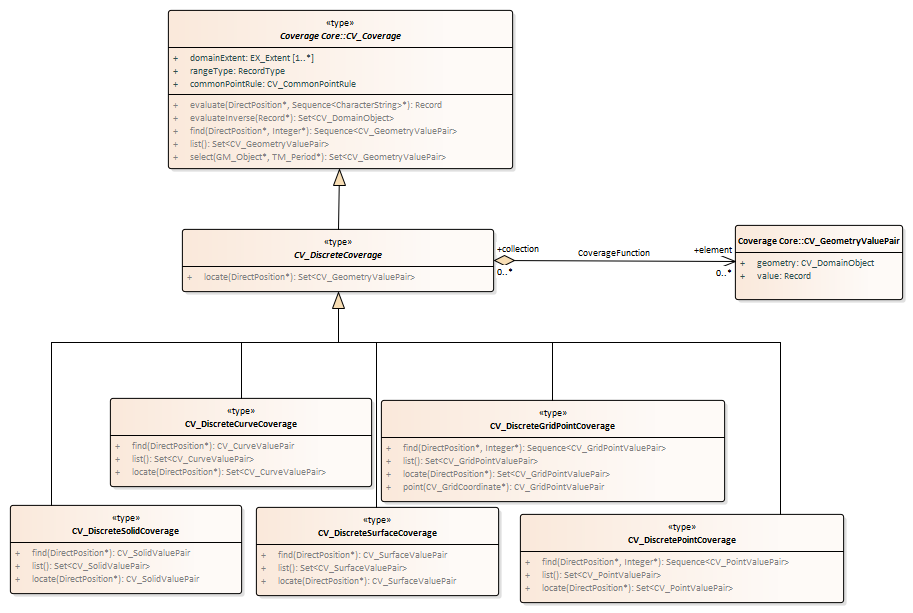 «type»
Coverage Core::CV_Coverage
+ domainExtent: EX_Extent [1..*]
+ rangeType: RecordType
+ commonPointRule: CV_CommonPointRule
+ evaluate(DirectPosition*, Sequence<CharacterString>*): Record
+ evaluateInverse(Record*): Set<CV_DomainObject>
+ find(DirectPosition*, Integer*): Sequence<CV_GeometryValuePair>
+ list(): Set<CV_GeometryValuePair>
+ select(GM_Object*, TM_Period*): Set<CV_GeometryValuePair>
«type»
CV_DiscreteCoverage
+ locate(DirectPosition*): Set<CV_GeometryValuePair>
+collection
0..*
CoverageFunction
+element
0..*
Coverage Core::CV_GeometryValuePair
+ geometry: CV_DomainObject
+ value: Record
«type»
CV_DiscreteCurveCoverage
+ find(DirectPosition*): CV_CurveValuePair
+ list(): Set<CV_CurveValuePair>
+ locate(DirectPosition*): Set<CV_CurveValuePair>
«type»
CV_DiscreteGridPointCoverage
+ find(DirectPosition*, Integer*): Sequence<CV_GridPointValuePair>
+ list(): Set<CV_GridPointValuePair>
+ locate(DirectPosition*): Set<CV_GridPointValuePair>
+ point(CV_GridCoordinate*): CV_GridPointValuePair
«type»
CV_DiscreteSolidCoverage
+ find(DirectPosition*): CV_SolidValuePair
+ list(): Set<CV_SolidValuePair>
+ locate(DirectPosition*): CV_SolidValuePair
«type»
CV_DiscreteSurfaceCoverage
+ find(DirectPosition*): CV_SurfaceValuePair
+ list(): Set<CV_SurfaceValuePair>
+ locate(DirectPosition*): CV_SurfaceValuePair
«type»
CV_DiscretePointCoverage
+ find(DirectPosition*, Integer*): Sequence<CV_PointValuePair>
+ list(): Set<CV_PointValuePair>
+ locate(DirectPosition*): Set<CV_PointValuePair>